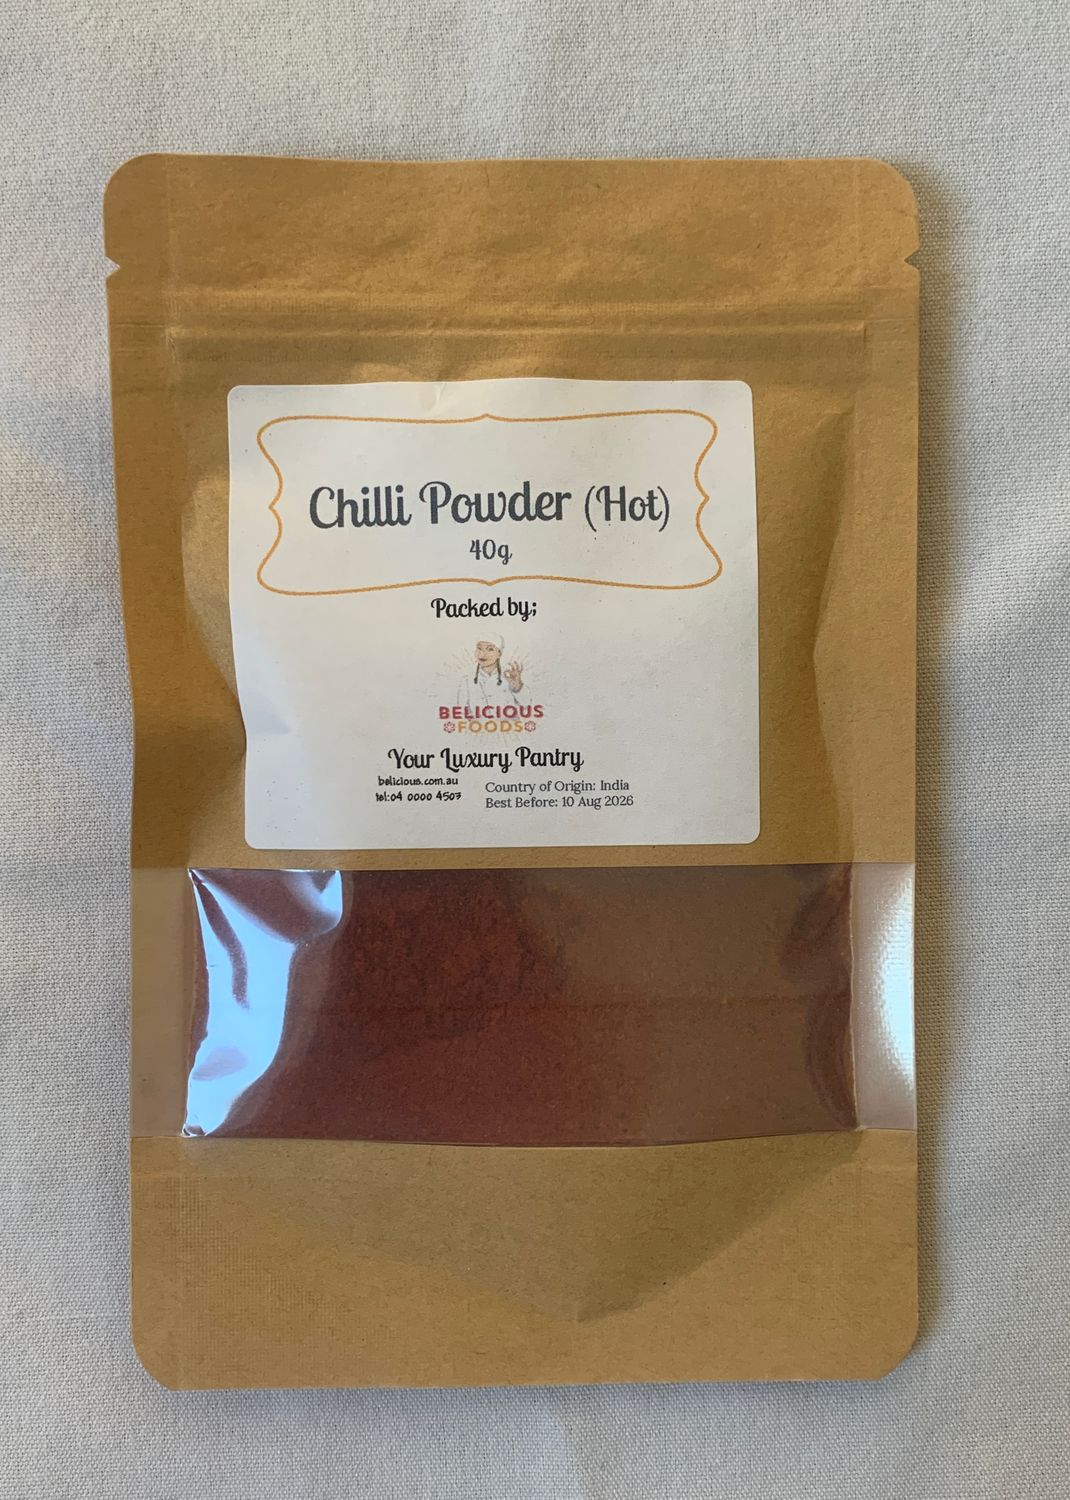 Chilli Powder (Hot)
40g
Packed by;
BELICIOUS
FOODS
Your Luxury Pantry
belicious.com.au
tel:04 0000 4503
Country of Origin: India
Best Before: 10 Aug 2026